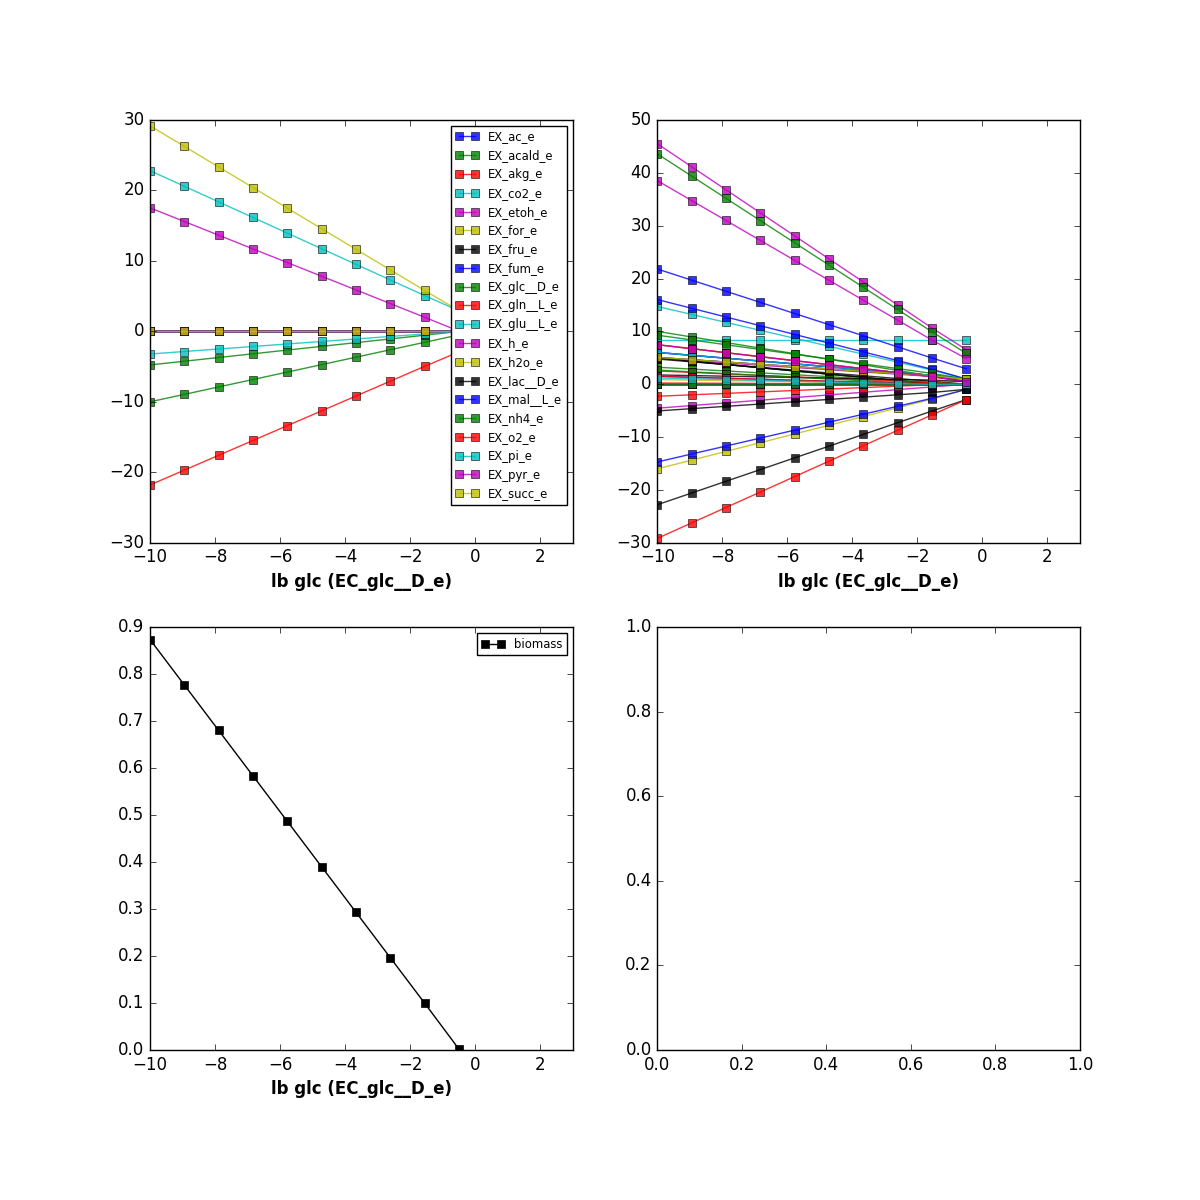 30
20
10
0
−10
−20
−30
−10
−8
−6
−4
−2
0
2
lb glc (EC_glc__D_e)
EX_ac_e
EX_acald_e
EX_akg_e
EX_co2_e
EX_etoh_e
EX_for_e
EX_fru_e
EX_fum_e
EX_glc__D_e
EX_gln__L_e
EX_glu__L_e
EX_h_e
EX_h2o_e
EX_lac__D_e
EX_mal__L_e
EX_nh4_e
EX_o2_e
EX_pi_e
EX_pyr_e
EX_succ_e
50
40
30
20
10
0
−10
−20
−30
−10
−8
−6
−4
−2
0
2
lb glc (EC_glc__D_e)
0.9
0.8
0.7
0.6
0.5
0.4
0.3
0.2
0.1
0.0
−10
−8
−6
−4
−2
0
2
lb glc (EC_glc__D_e)
biomass
1.0
0.8
0.6
0.4
0.2
0.0
0.0
0.2
0.4
0.6
0.8
1.0